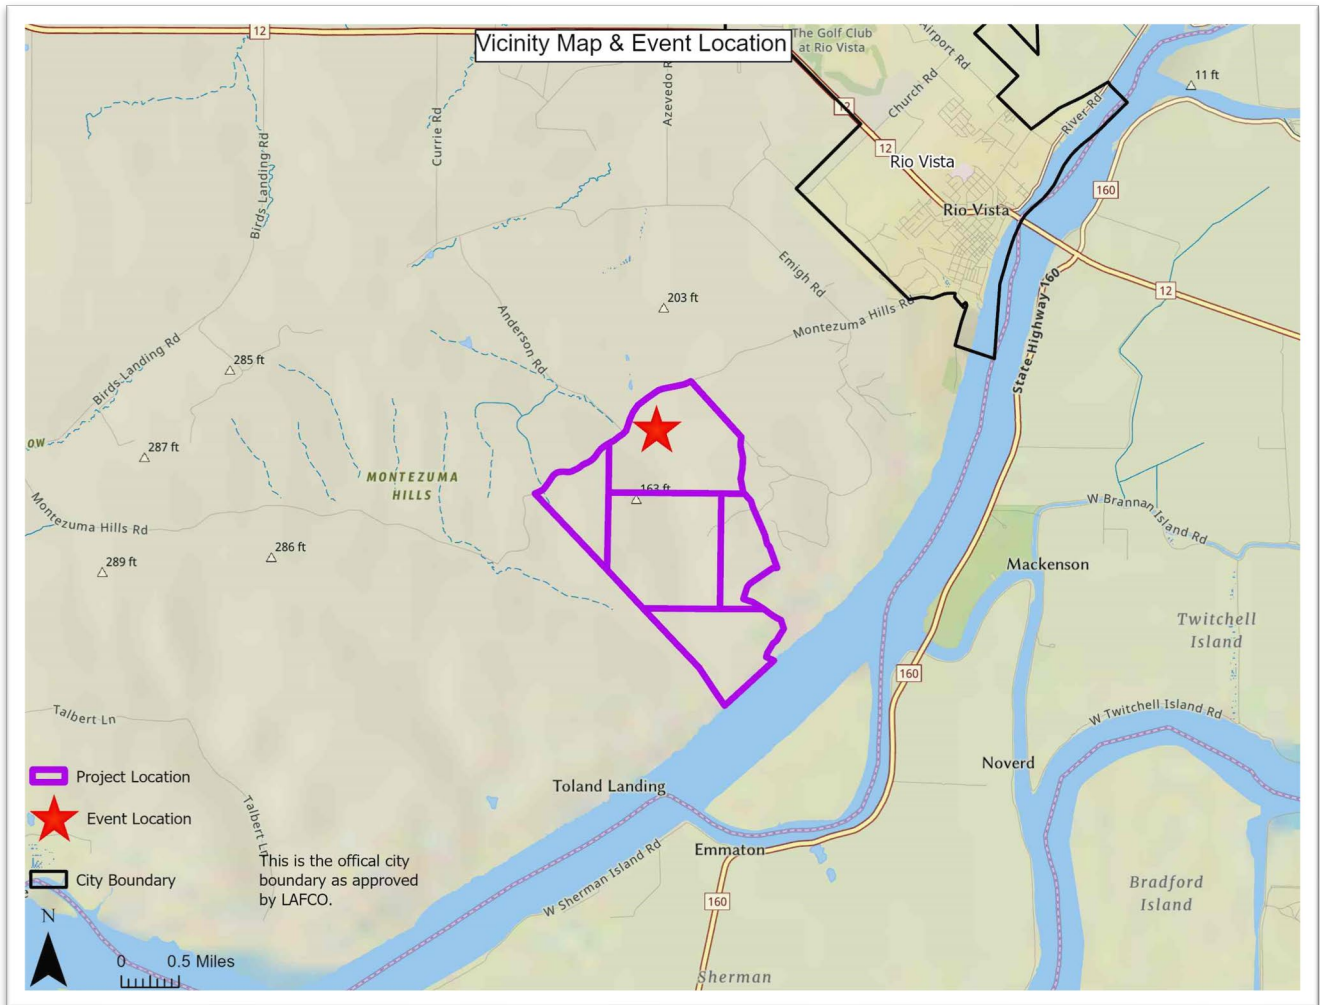 Vicinity Map & Event Location
12
The Golf Club
at Rio Vista
Airport Rd
Church Rd
River Rd
11 ft
Birds Landing Rd
Currie Rd
Azevedo R
12
12
Rio Vista
160
Rio Vista
Emigh Rd
12
203 ft
Montezuma Hills Rd
State Highway 160
Anderson Rd
285 ft
Birds Landing Rd
OW
287 ft
MONTEZUMA
HILLS
163 ft
Montezuma Hills Rd
289 ft
286 ft
W Brannan Island Rd
Mackenson
Twitchell
Island
160
Talbert Ln
W Twitchell Island Rd
Noverd
Toland Landing
Talbert Ln
Emmaton
W Sherman Island Rd
160
Bradford
Island
Sherman
Project Location
Event Location
City Boundary
This is the offical city
boundary as approved
by LAFCO.
N
0 0.5 Miles